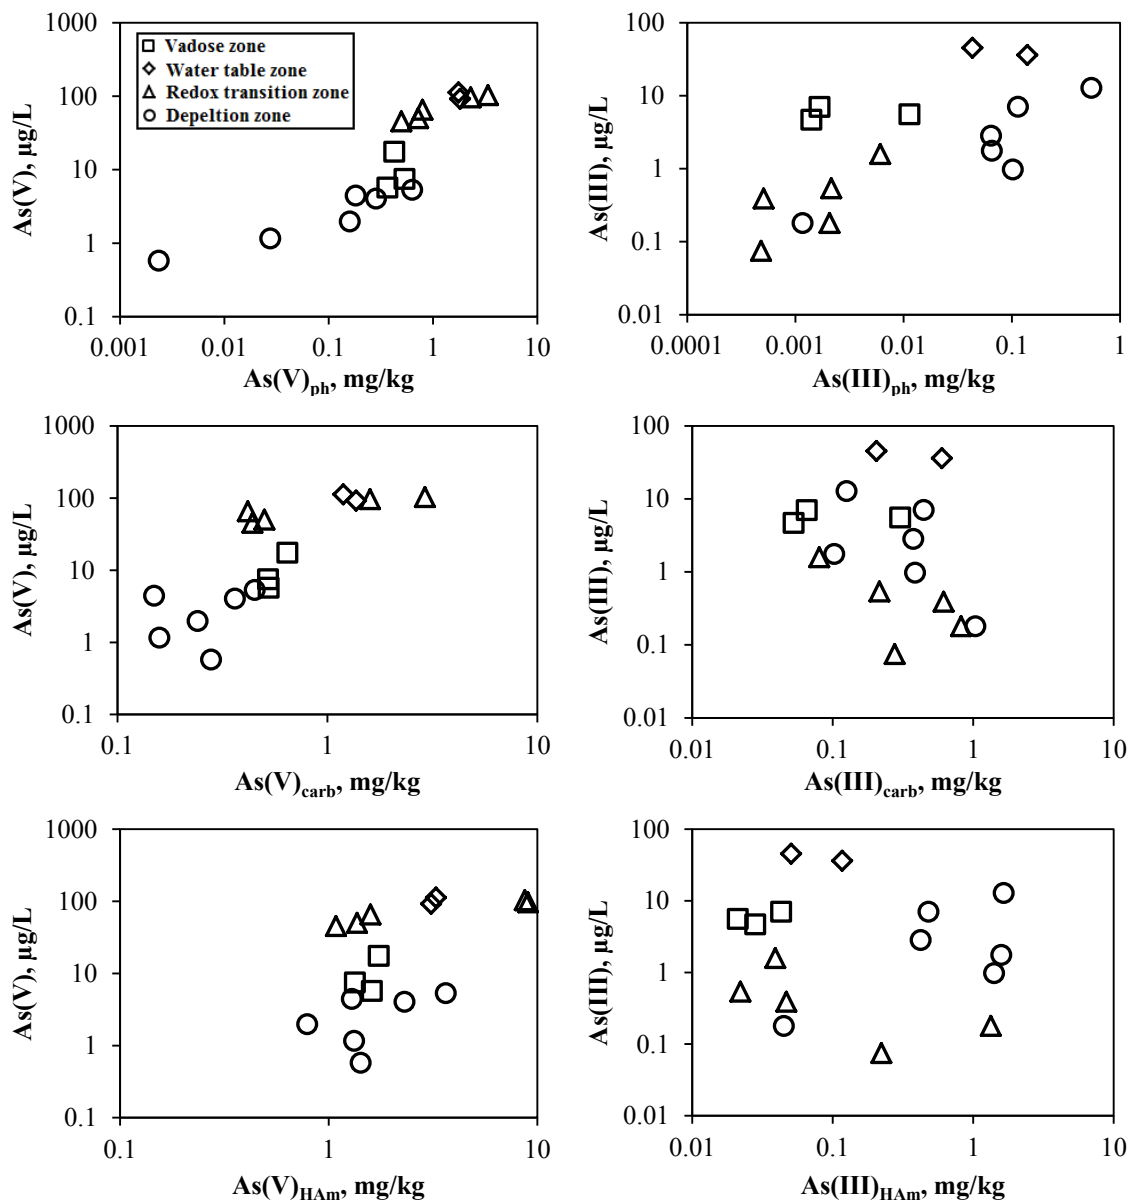 1000
100
10
1
0.1
As(V), µg/L
Vadose zone
Water table zone
Redox transition zone
Depeltion zone
0.001 0.01 0.1 1 10
As(V)ph, mg/kg
100
10
1
0.1
0.01
As(III), µg/L
0.0001 0.001 0.01 0.1 1
As(III)ph, mg/kg
1000
100
10
1
0.1
As(V), µg/L
0.1 1 10
As(V)carb, mg/kg
100
10
1
0.1
0.01
As(III), µg/L
0.01 0.1 1 10
As(III)carb, mg/kg
1000
100
10
1
0.1
As(V), µg/L
0.1 1 10
As(V)HAm, mg/kg
100
10
1
0.1
0.01
As(III), µg/L
0.01 0.1 1 10
As(III)HAm, mg/kg